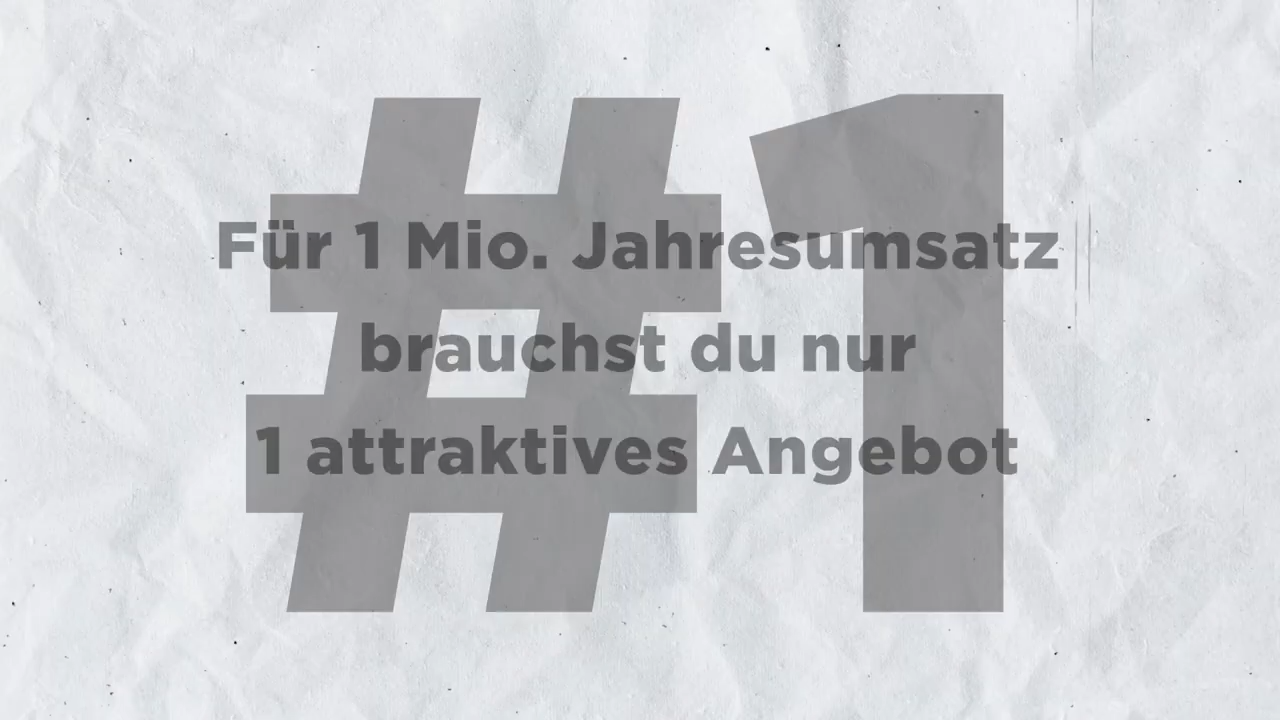 #1
Für 1 Mio. Jahresumsatz
brauchst du nur
1 attraktives Angebot